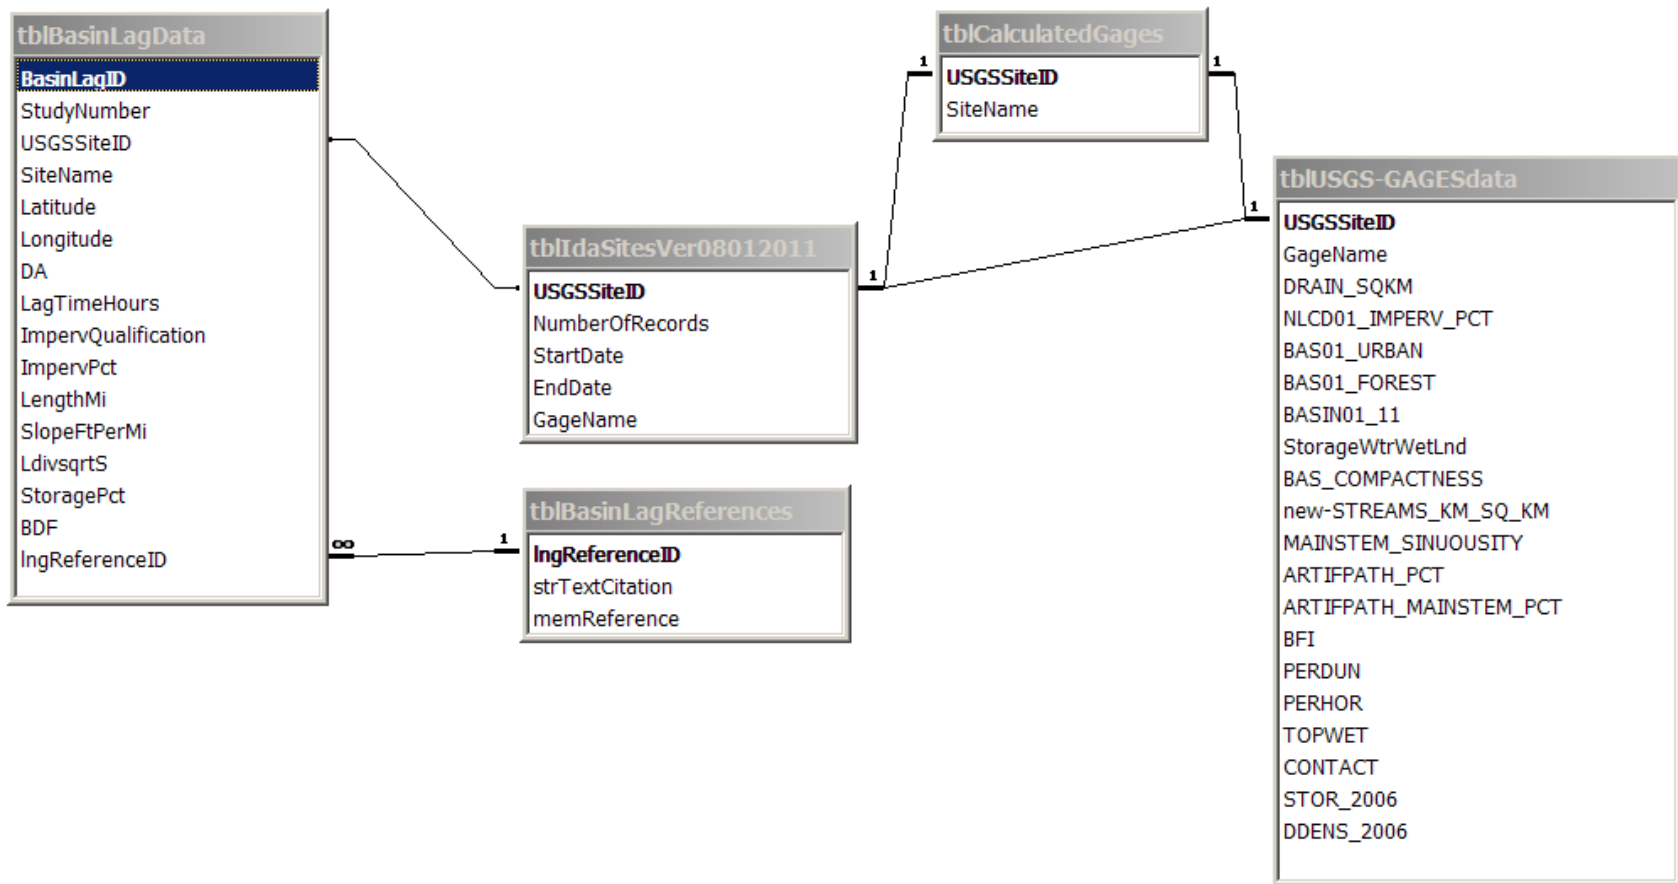 tblBasinLagData
BasinLagID
StudyNumber
USGSSiteID
SiteName
Latitude
Longitude
DA
LagTimeHours
ImpervQualification
ImpervPct
LengthMi
SlopeFtPerMi
LdivsqrtS
StoragePct
BDF
lngReferenceID
∞
1
tblIdaSitesVer08012011
USGSSiteID
NumberOfRecords
StartDate
EndDate
GageName
1
tblBasinLagReferences
lngReferenceID
strTextCitation
memReference
1
tblCalculatedGages
USGSSiteID
SiteName
1
1
tblUSGS-GAGESdata
USGSSiteID
GageName
DRAIN_SQKM
NLCD01_IMPERV_PCT
BAS01_URBAN
BAS01_FOREST
BASIN01_11
StorageWtrWetLnd
BAS_COMPACTNESS
new-STREAMS_KM_SQ_KM
MAINSTEM_SINUOUSITY
ARTIFPATH_PCT
ARTIFPATH_MAINSTEM_PCT
BFI
PERDUN
PERHOR
TOPWET
CONTACT
STOR_2006
DDENS_2006